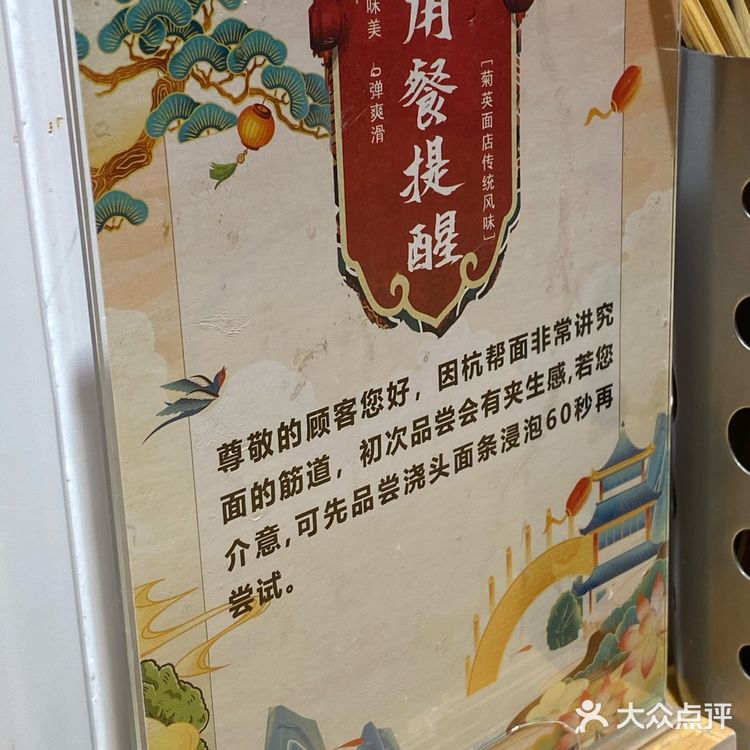 味美
弹爽滑
用餐提醒
[菊英面店传统风味]
尊敬的顾客您好，因杭帮面非常讲究
面的筋道，初次品尝会有夹生感,若您
介意,可先品尝浇头面条浸泡60秒再
尝试。
大众点评